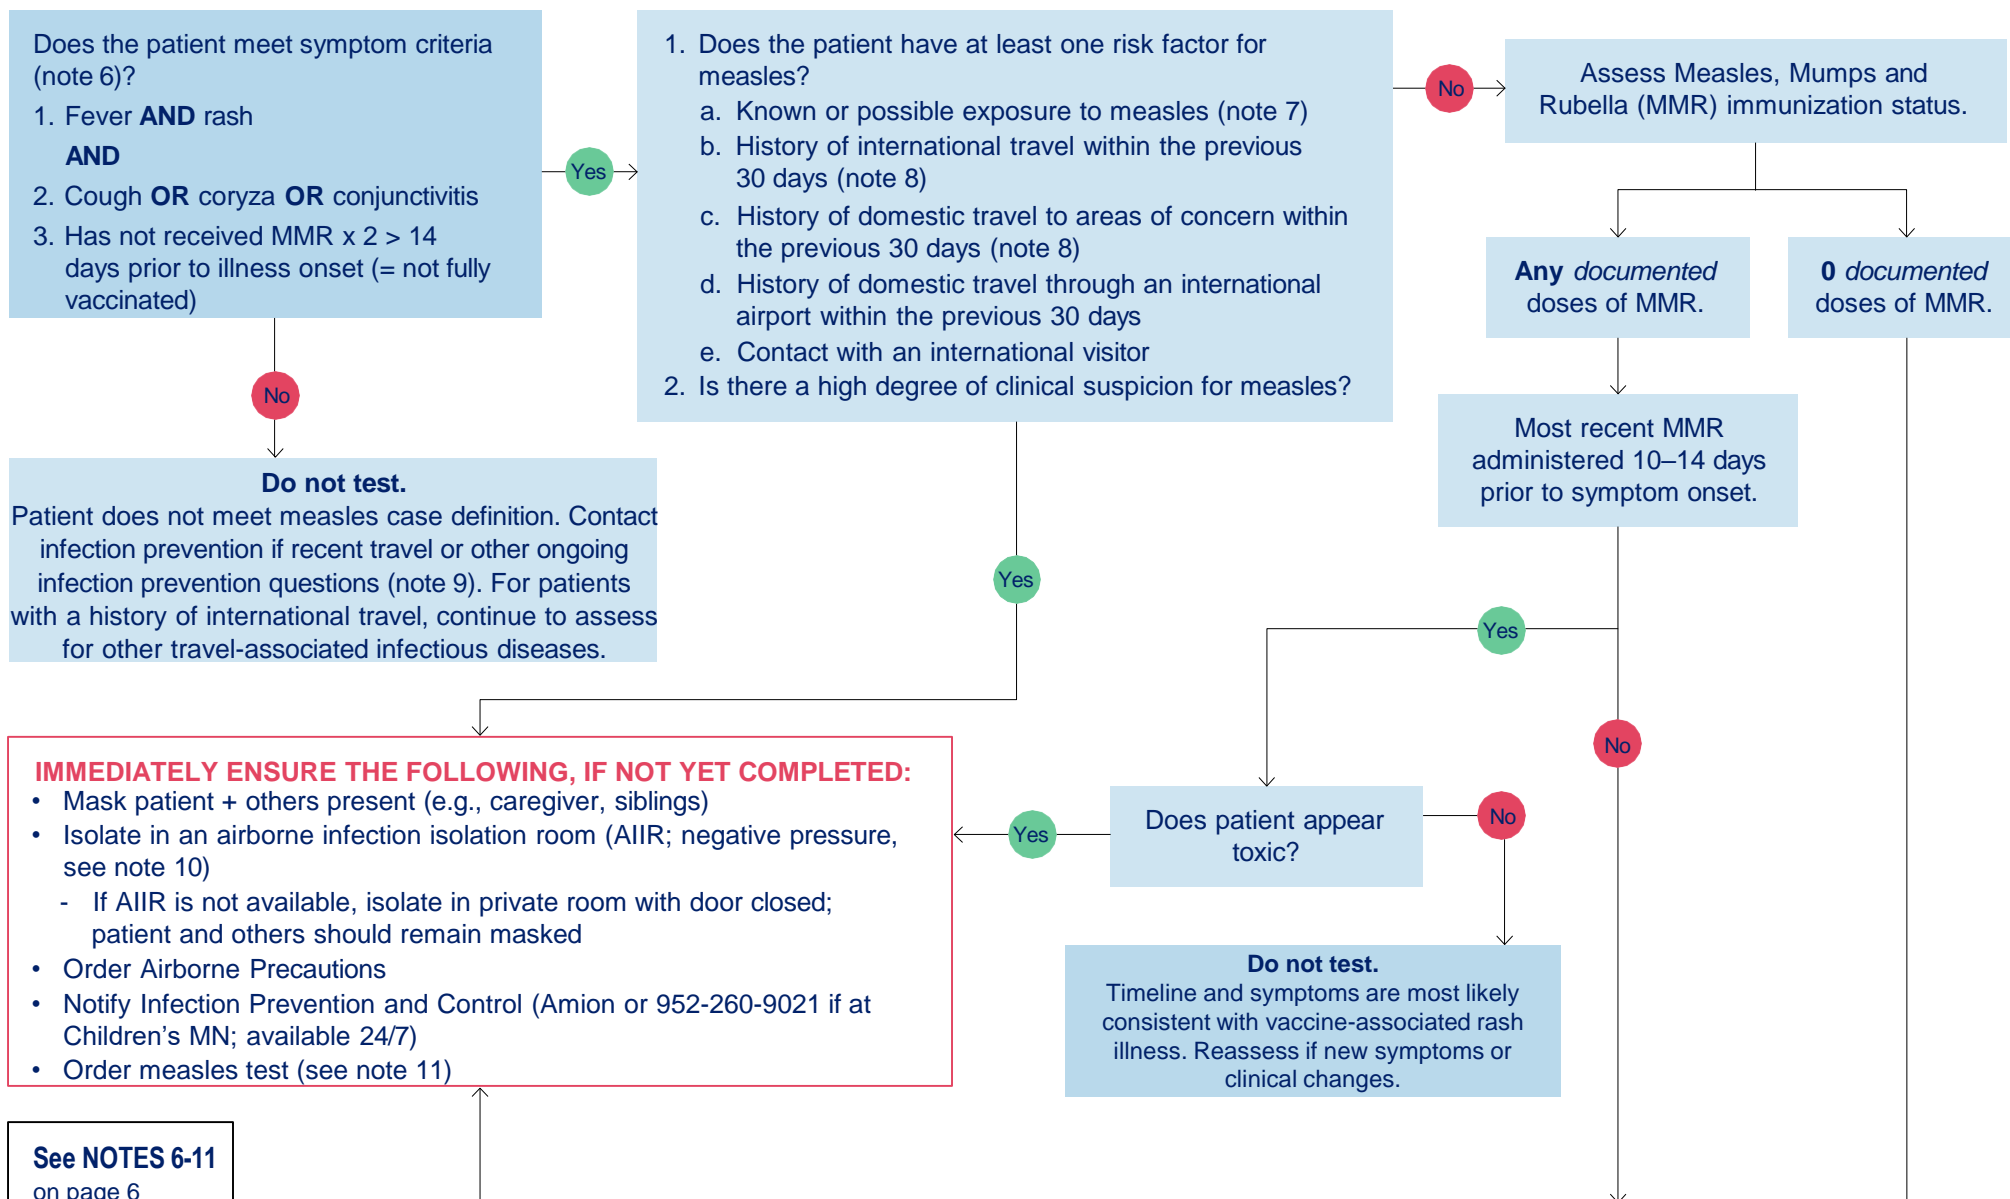 Does the patient meet symptom criteria
(note 6)?
1. Fever AND rash
AND
2. Cough OR coryza OR conjunctivitis
3. Has not received MMR x 2 > 14
days prior to illness onset (= not fully
vaccinated)
Yes
No
Do not test.
Patient does not meet measles case definition. Contact
infection prevention if recent travel or other ongoing
infection prevention questions (note 9). For patients
with a history of international travel, continue to assess
for other travel-associated infectious diseases.
1. Does the patient have at least one risk factor for
measles?
a. Known or possible exposure to measles (note 7)
b. History of international travel within the previous
30 days (note 8)
c. History of domestic travel to areas of concern within
the previous 30 days (note 8)
d. History of domestic travel through an international
airport within the previous 30 days
e. Contact with an international visitor
2. Is there a high degree of clinical suspicion for measles?
No
Yes
Assess Measles, Mumps and
Rubella (MMR) immunization status.
Any documented
doses of MMR.
0 documented
doses of MMR.
Most recent MMR
administered 10–14 days
prior to symptom onset.
Yes
No
Does patient appear
toxic?
Yes
No
Do not test.
Timeline and symptoms are most likely
consistent with vaccine-associated rash
illness. Reassess if new symptoms or
clinical changes.
IMMEDIATELY ENSURE THE FOLLOWING, IF NOT YET COMPLETED:
• Mask patient + others present (e.g., caregiver, siblings)
• Isolate in an airborne infection isolation room (AIIR; negative pressure,
see note 10)
- If AIIR is not available, isolate in private room with door closed;
patient and others should remain masked
• Order Airborne Precautions
• Notify Infection Prevention and Control (Amion or 952-260-9021 if at
Children’s MN; available 24/7)
• Order measles test (see note 11)
See NOTES 6-11
on page 6